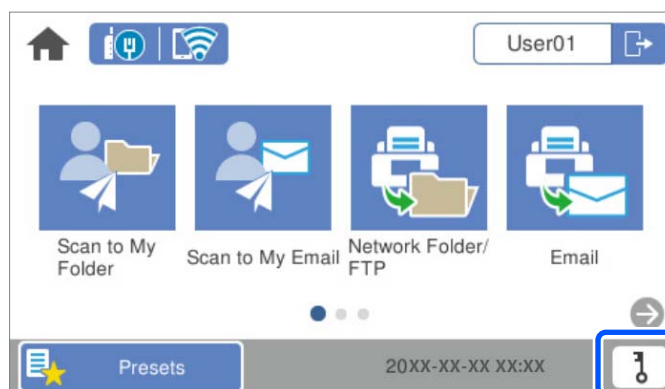 User01
Scan to My
Folder
Scan to My Email
Network Folder/
FTP
Email
Presets
20XX-XX-XX XX:XX